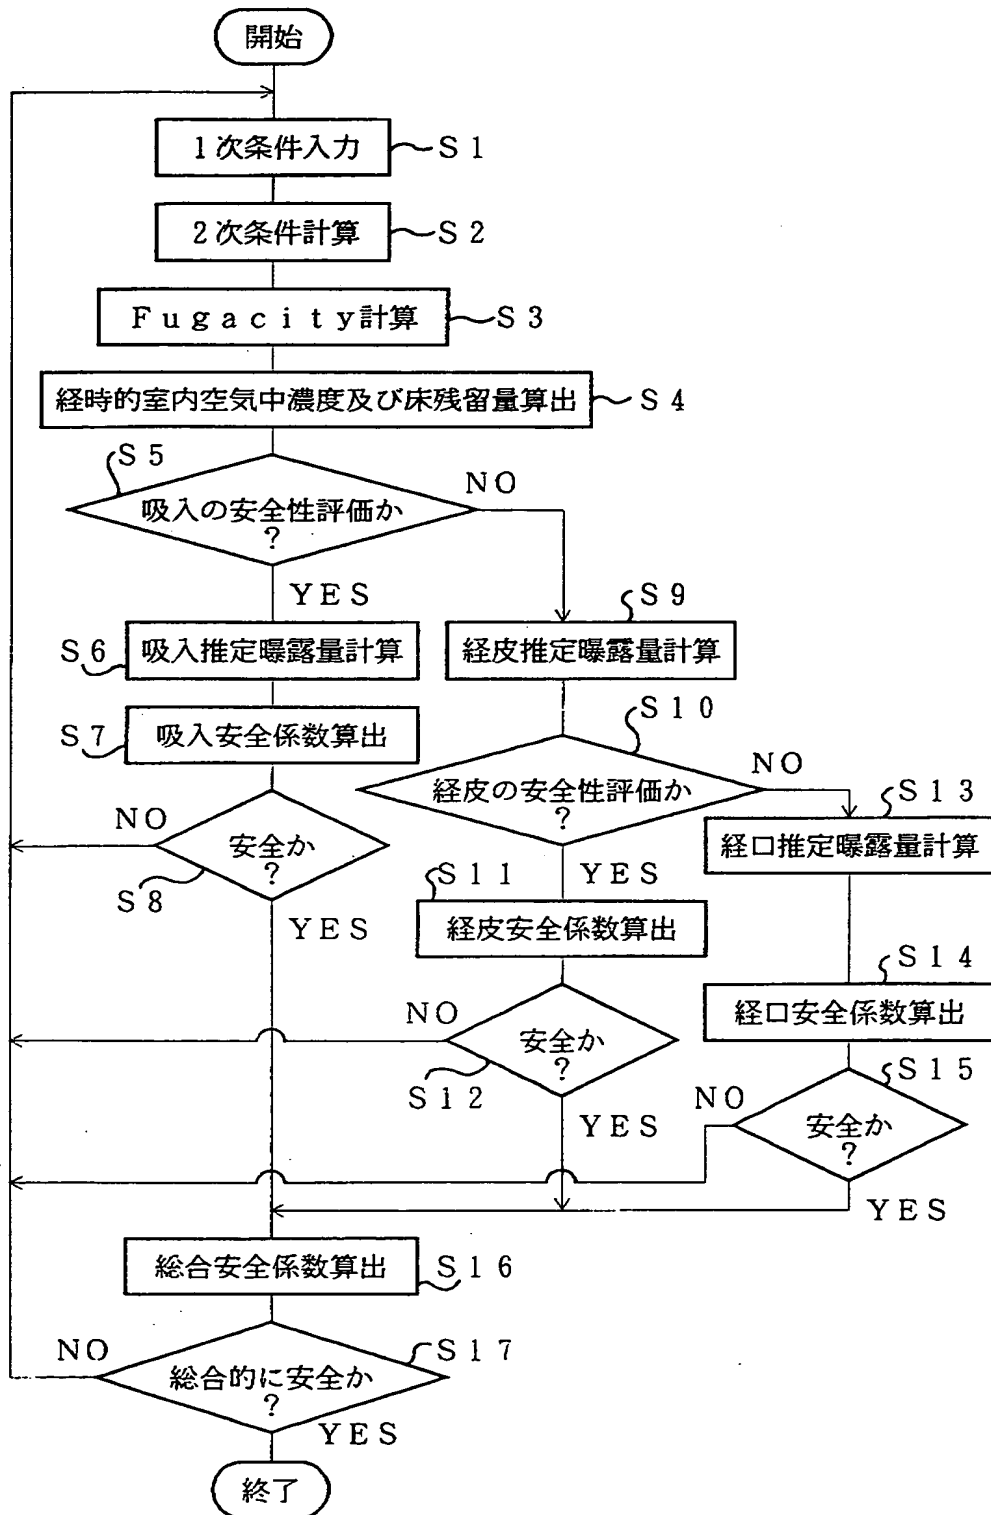 開始
1次条件入力
S1
2次条件計算
S2
Fugacity計算
S3
経時的室内空気中濃度及び床残留量算出
S4
S5
吸入の安全性評価か
?
NO
YES
S6
吸入推定曝露量計算
S9
経皮推定曝露量計算
S7
吸入安全係数算出
S10
経皮の安全性評価か
?
NO
YES
NO
安全か
?
S8
YES
S13
経口推定曝露量計算
S11
経皮安全係数算出
S14
経口安全係数算出
NO
安全か
?
S12
YES
S15
NO
安全か
?
YES
総合安全係数算出
S16
NO
総合的に安全か
?
S17
YES
終了